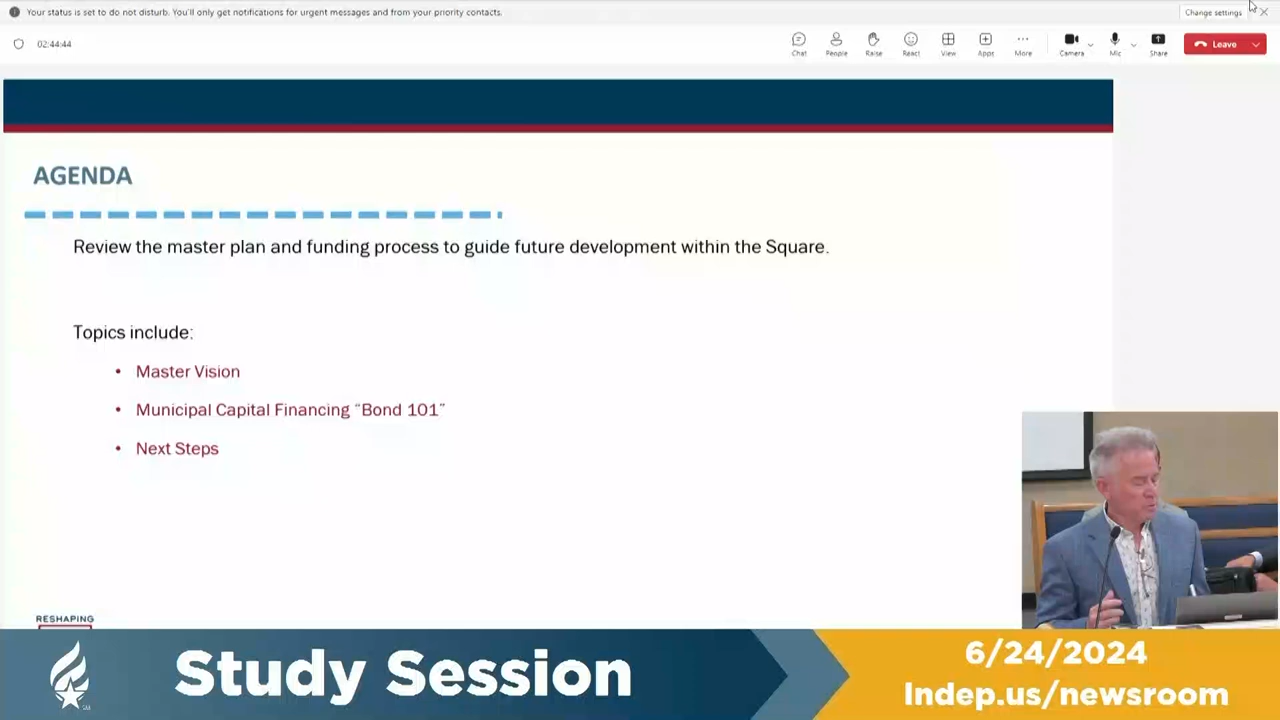 Your status is set to do not disturb. You'll only get notifications for urgent messages and from your priority contacts.
Change settings
02:44:44
Chat
People
Raise
React
View
Apps
More
Camera
Mic
Share
Leave
AGENDA
Review the master plan and funding process to guide future development within the Square.
Topics include:
• Master Vision
• Municipal Capital Financing “Bond 101”
• Next Steps
RESHAPING
Study Session
6/24/2024
Indep.us/newsroom